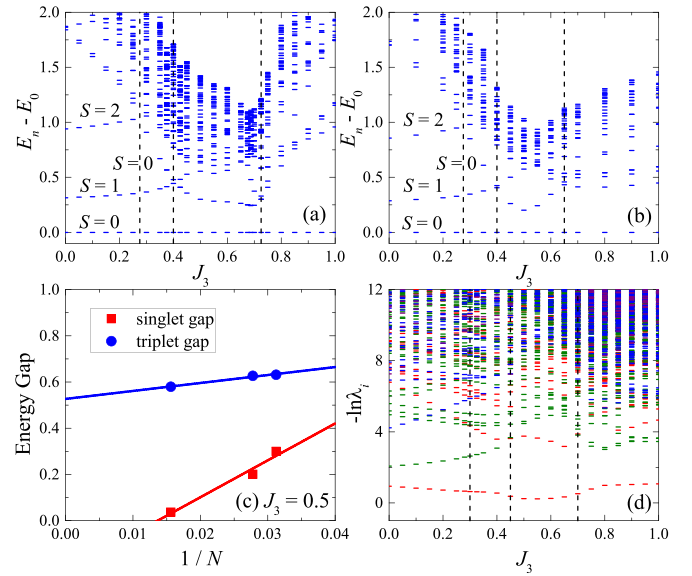 2.0
1.5
1.0
0.5
0.0
E_n - E_0
S = 2
S = 0
S = 1
S = 0
(a)
0.0 0.2 0.4 0.6 0.8 1.0
J_3
2.0
1.5
1.0
0.5
0.0
E_n - E_0
S = 2
S = 0
S = 1
S = 0
(b)
0.0 0.2 0.4 0.6 0.8 1.0
J_3
1.0
0.8
0.6
0.4
0.2
0.0
Energy Gap
singlet gap
triplet gap
(c) J_3 = 0.5
0.00 0.01 0.02 0.03 0.04
1 / N
12
8
4
0
-lnλ_i
(d)
0.0 0.2 0.4 0.6 0.8 1.0
J_3